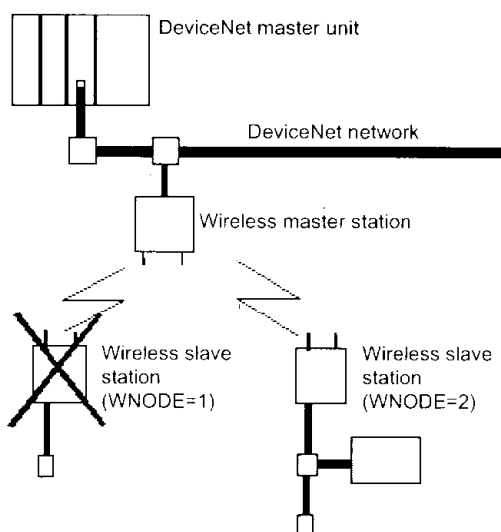 DeviceNet master unit
DeviceNet network
Wireless master station
Wireless slave
station
(WNODE=1)
Wireless slave
station
(WNODE=2)